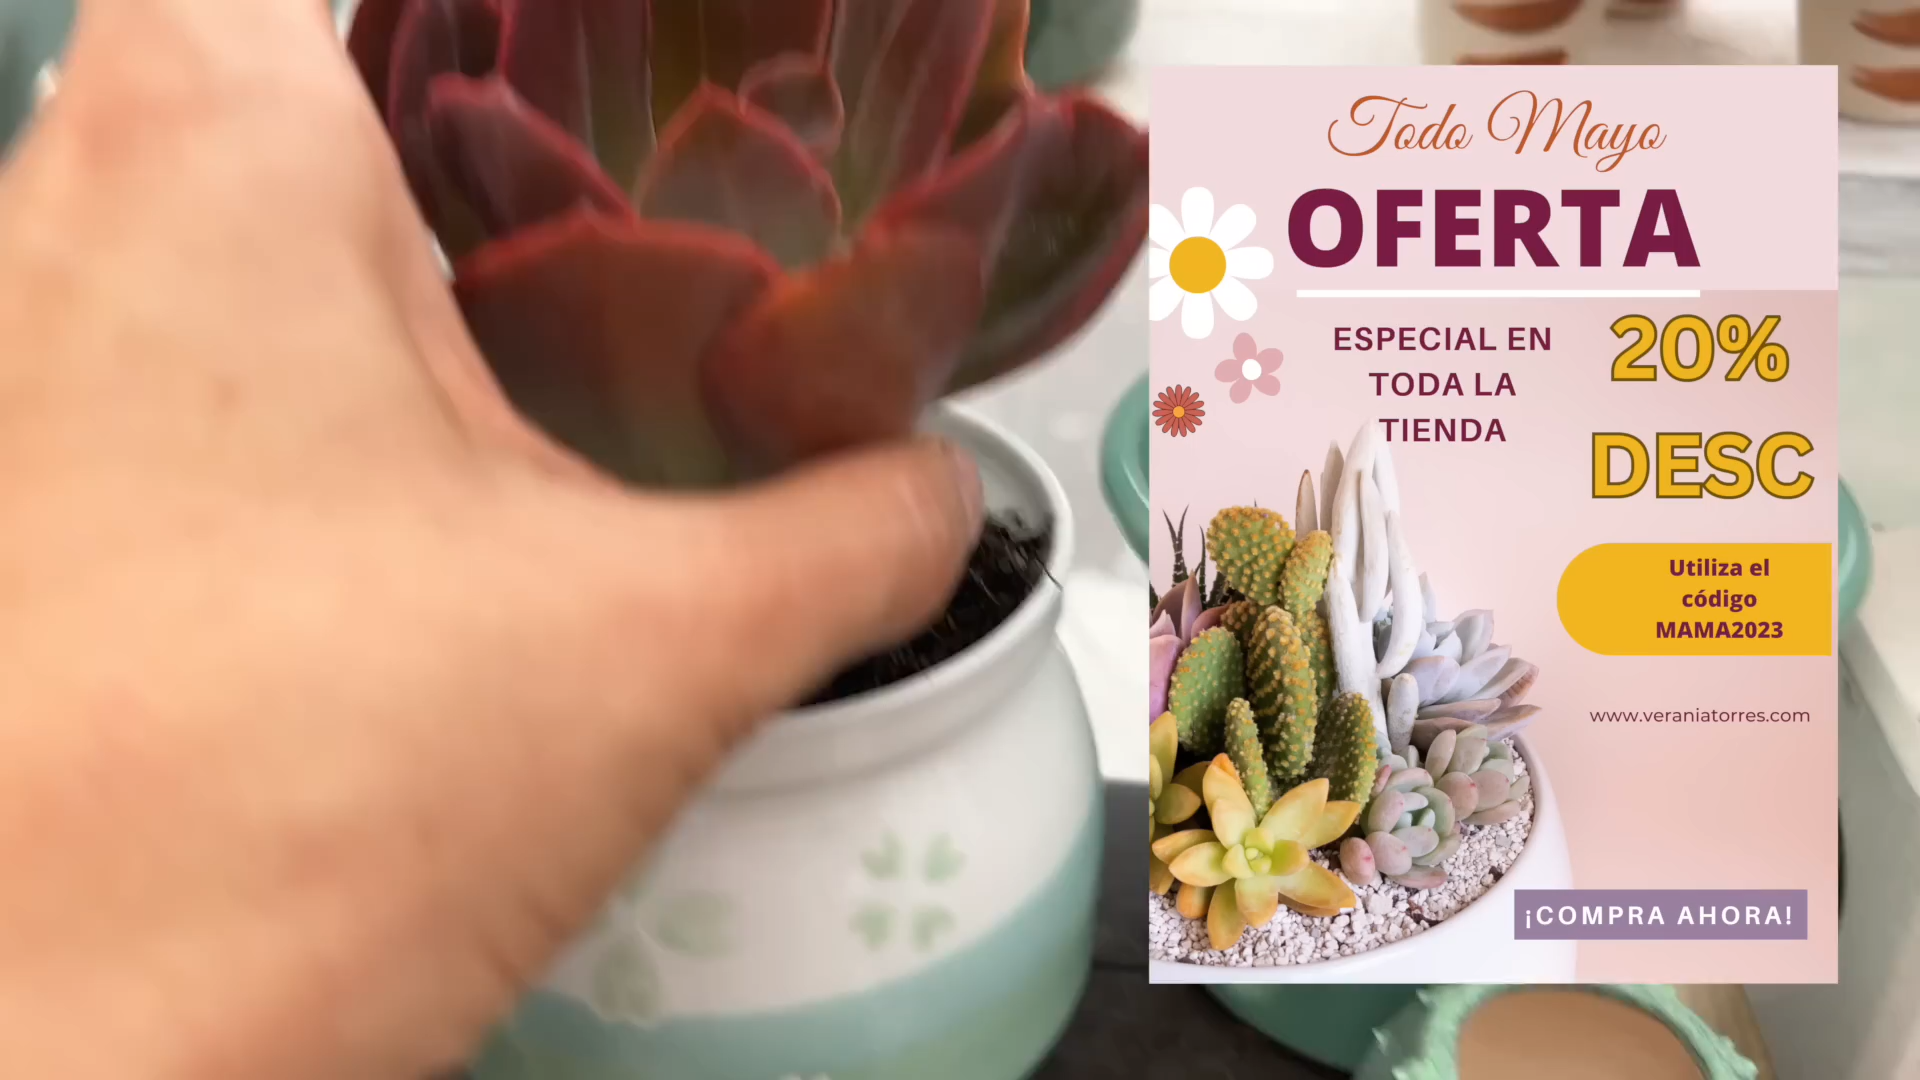 Todo Mayo
OFERTA
ESPECIAL EN
TODA LA
TIENDA
20%
DESC
Utiliza el
código
MAMA2023
www.veraniatorres.com
¡COMPRA AHORA!